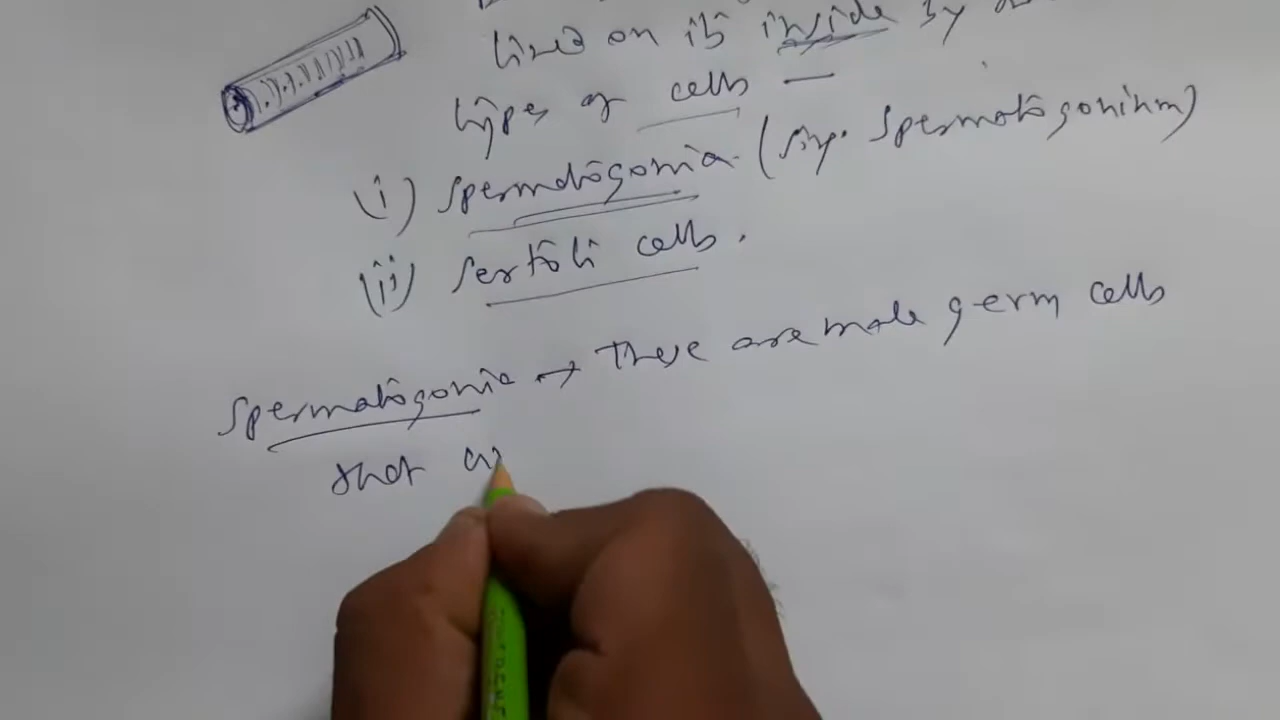 lined on its inside by
types of cells —
(i) Spermatogonia (sing. Spermatogonium)
(ii) Sertoli cells.
Spermatogonia → These are male germ cells
that